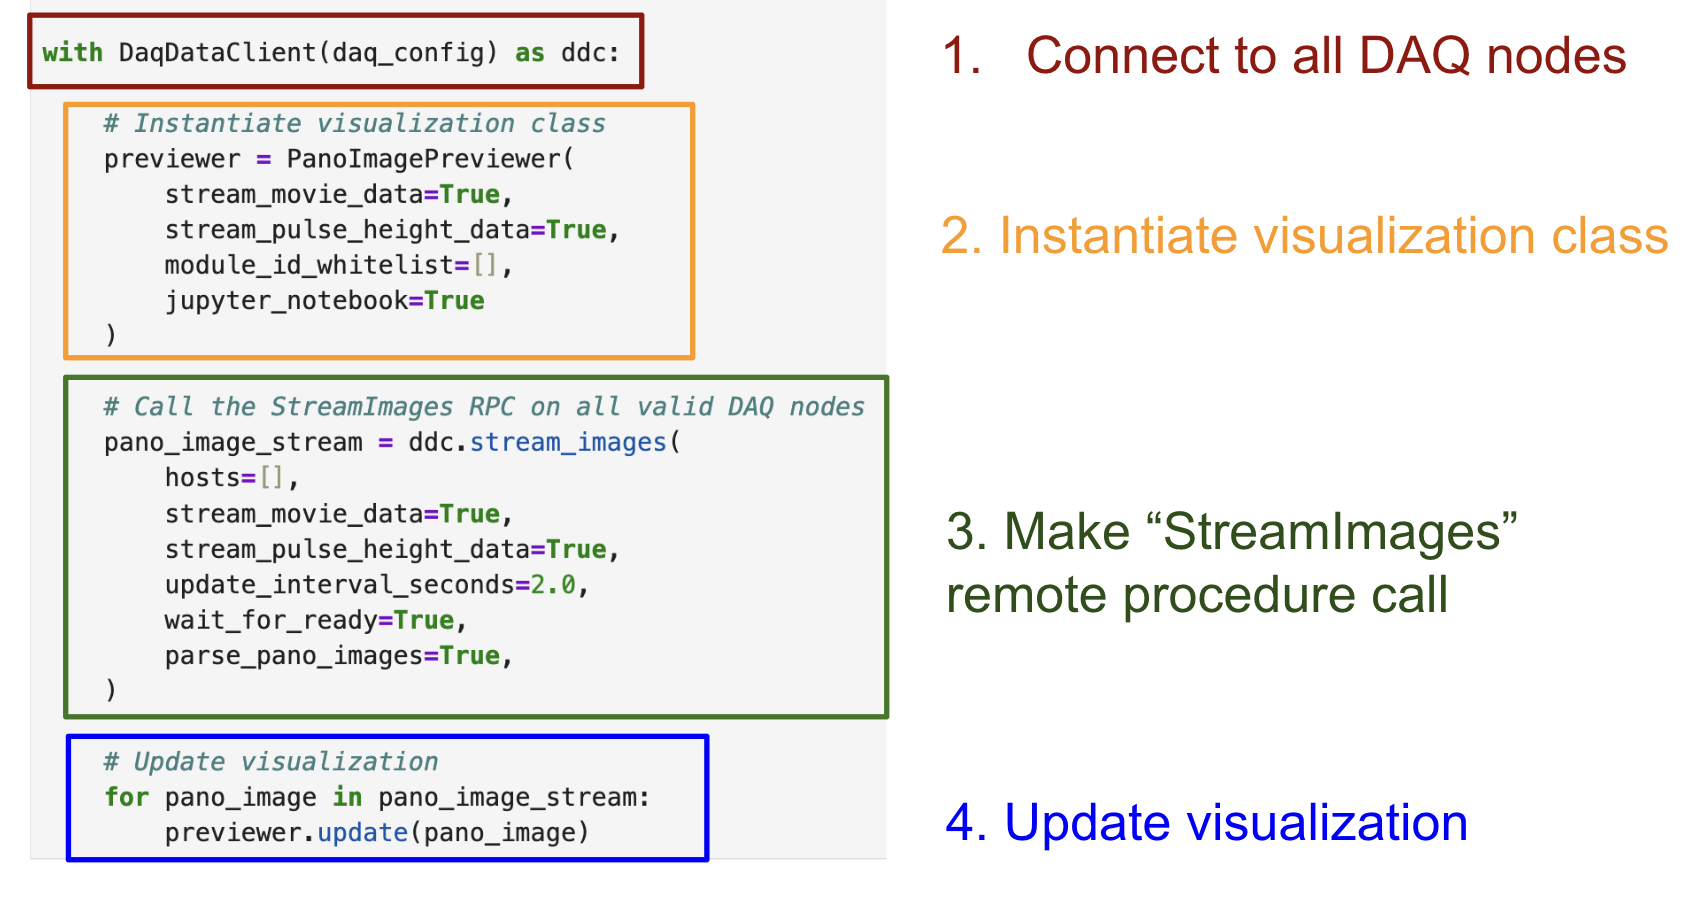 with DaqDataClient(daq_config) as ddc:
# Instantiate visualization class
previewer = PanoImagePreviewer(
stream_movie_data=True,
stream_pulse_height_data=True,
module_id_whitelist=[],
jupyter_notebook=True
)
# Call the StreamImages RPC on all valid DAQ nodes
pano_image_stream = ddc.stream_images(
hosts=[],
stream_movie_data=True,
stream_pulse_height_data=True,
update_interval_seconds=2.0,
wait_for_ready=True,
parse_pano_images=True,
)
# Update visualization
for pano_image in pano_image_stream:
previewer.update(pano_image)
1. Connect to all DAQ nodes
2. Instantiate visualization class
3. Make “StreamImages”
remote procedure call
4. Update visualization